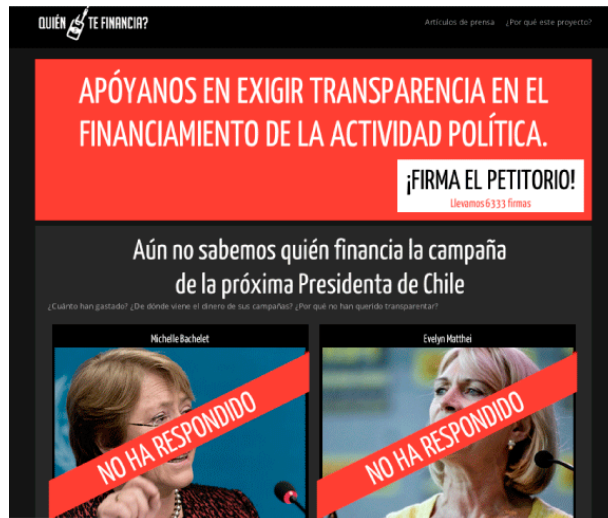 QUIÉN TE FINANCIA?
Artículos de prensa ¿Por qué este proyecto?
APÓYANOS EN EXIGIR TRANSPARENCIA EN EL
FINANCIAMIENTO DE LA ACTIVIDAD POLÍTICA.
¡FIRMA EL PETITORIO!
Llevamos 6333 firmas
Aún no sabemos quién financia la campaña
de la próxima Presidenta de Chile
¿Cuánto han gastado? ¿De dónde viene el dinero de sus campañas? ¿Por qué no han querido transparentar?
Michelle Bachelet
Evelyn Matthei
NO HA RESPONDIDO
NO HA RESPONDIDO